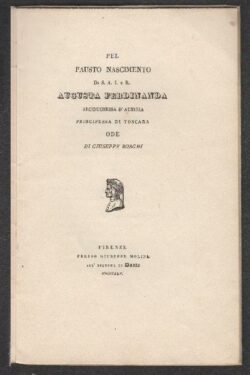 PEL
FAUSTO NASCIMENTO
DI S. A. I. e R.
AUGUSTA FERDINANDA
ARCIDUCHESSA D'AUSTRIA
PRINCIPESSA DI TOSCANA
ODE
DI GIUSEPPE BORGHI
FIRENZE
PRESSO GIUSEPPE MOLINI
ALL' INSEGNA DI Dante